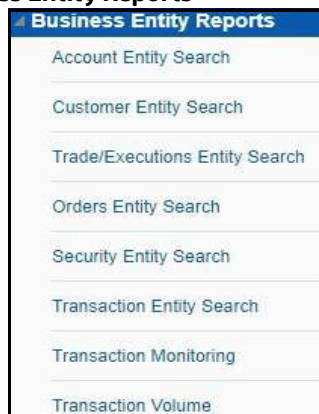 Business Entity Reports
Account Entity Search
Customer Entity Search
Trade/Executions Entity Search
Orders Entity Search
Security Entity Search
Transaction Entity Search
Transaction Monitoring
Transaction Volume